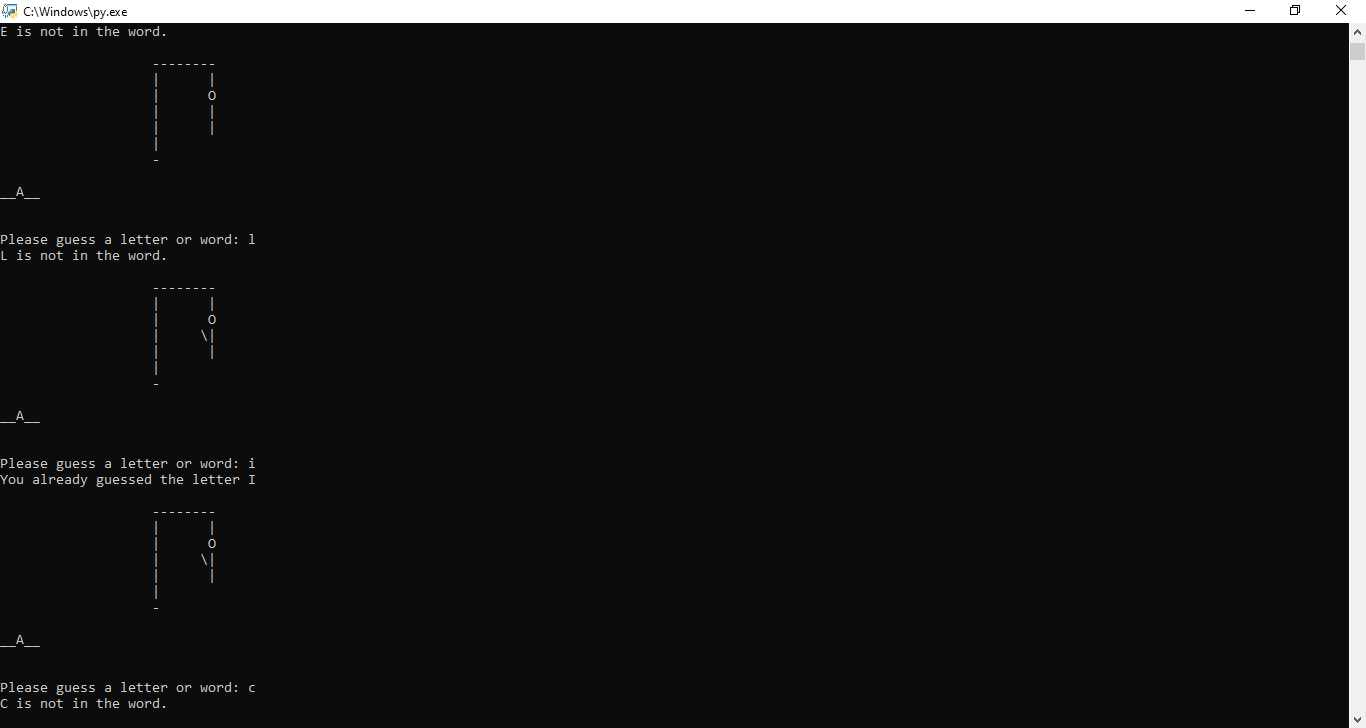 C:\Windows\py.exe
E is not in the word.
                   --------
                   |      |
                   |      O
                   |      |
                   |      |
                   |
                   -
__A__
Please guess a letter or word: l
L is not in the word.
                   --------
                   |      |
                   |      O
                   |     \|
                   |      |
                   |
                   -
__A__
Please guess a letter or word: i
You already guessed the letter I
                   --------
                   |      |
                   |      O
                   |     \|
                   |      |
                   |
                   -
__A__
Please guess a letter or word: c
C is not in the word.